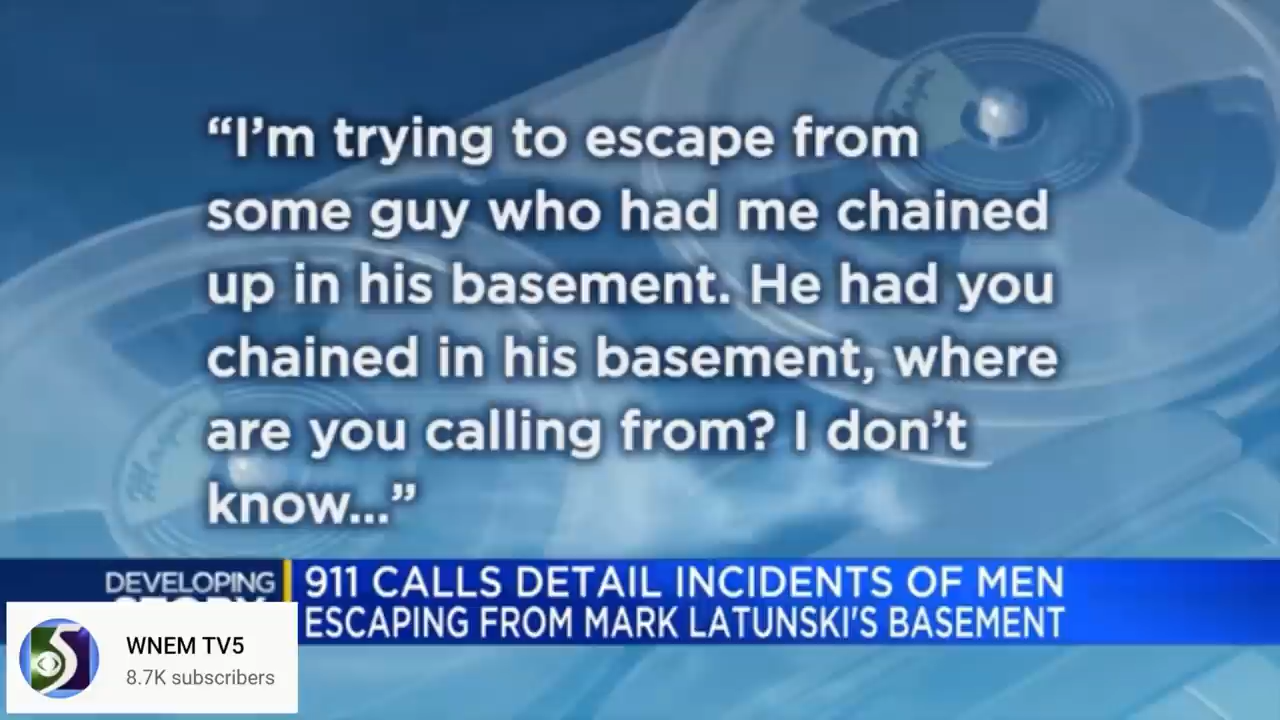 “I’m trying to escape from
some guy who had me chained
up in his basement. He had you
chained in his basement, where
are you calling from? I don’t
know...”
DEVELOPING
STORY
911 CALLS DETAIL INCIDENTS OF MEN
ESCAPING FROM MARK LATUNSKI'S BASEMENT
5
WNEM TV5
8.7K subscribers